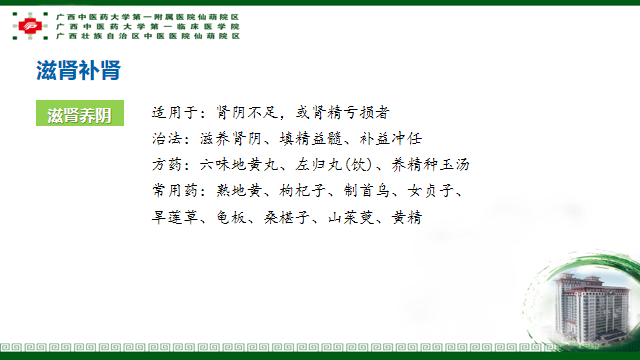 广西中医药大学第一附属医院仙葫院区
广西中医药大学第一临床医学院
广西壮族自治区中医医院仙葫院区
滋肾补肾
滋肾养阴
适用于：肾阴不足，或肾精亏损者
治法：滋养肾阴、填精益髓、补益冲任
方药：六味地黄丸、左归丸(饮)、养精种玉汤
常用药：熟地黄、枸杞子、制首乌、女贞子、
旱莲草、龟板、桑椹子、山茱萸、黄精